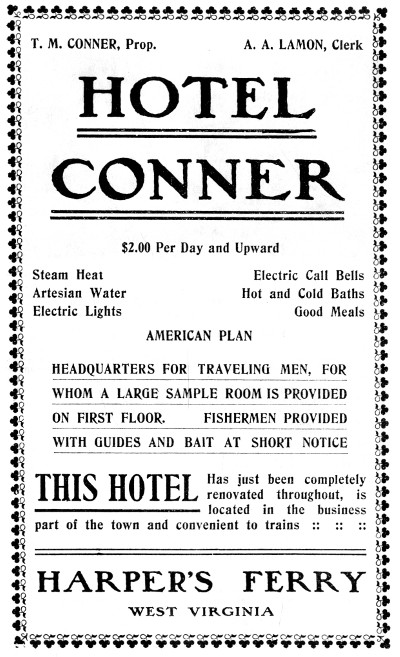 T. M. CONNER, Prop. A. A. LAMON, Clerk
HOTEL
CONNER
$2.00 Per Day and Upward
Steam Heat Electric Call Bells
Artesian Water Hot and Cold Baths
Electric Lights Good Meals
AMERICAN PLAN
HEADQUARTERS FOR TRAVELING MEN, FOR
WHOM A LARGE SAMPLE ROOM IS PROVIDED
ON FIRST FLOOR. FISHERMEN PROVIDED
WITH GUIDES AND BAIT AT SHORT NOTICE
THIS HOTEL Has just been completely
renovated throughout, is
located in the business
part of the town and convenient to trains :: :: ::
HARPER'S FERRY
WEST VIRGINIA